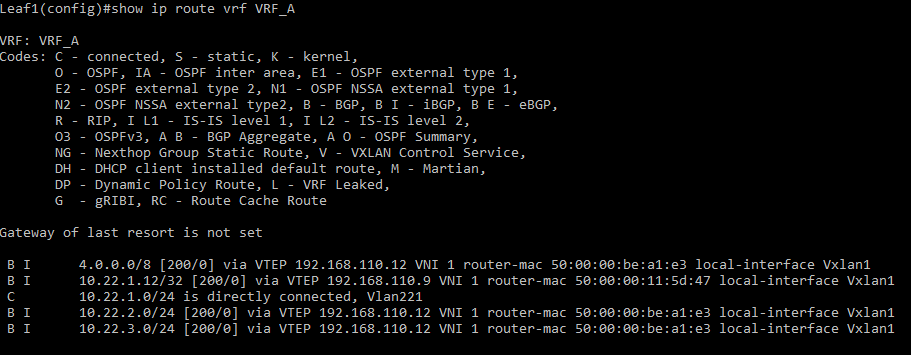 Leaf1(config)#show ip route vrf VRF_A
VRF: VRF_A
Codes: C - connected, S - static, K - kernel,
O - OSPF, IA - OSPF inter area, E1 - OSPF external type 1,
E2 - OSPF external type 2, N1 - OSPF NSSA external type 1,
N2 - OSPF NSSA external type2, B - BGP, B I - iBGP, B E - eBGP,
R - RIP, I L1 - IS-IS level 1, I L2 - IS-IS level 2,
O3 - OSPFv3, A B - BGP Aggregate, A O - OSPF Summary,
NG - Nexthop Group Static Route, V - VXLAN Control Service,
DH - DHCP client installed default route, M - Martian,
DP - Dynamic Policy Route, L - VRF Leaked,
G  - gRIBI, RC - Route Cache Route
Gateway of last resort is not set
B I      4.0.0.0/8 [200/0] via VTEP 192.168.110.12 VNI 1 router-mac 50:00:00:be:a1:e3 local-interface Vxlan1
B I      10.22.1.12/32 [200/0] via VTEP 192.168.110.9 VNI 1 router-mac 50:00:00:11:5d:47 local-interface Vxlan1
C        10.22.1.0/24 is directly connected, Vlan221
B I      10.22.2.0/24 [200/0] via VTEP 192.168.110.12 VNI 1 router-mac 50:00:00:be:a1:e3 local-interface Vxlan1
B I      10.22.3.0/24 [200/0] via VTEP 192.168.110.12 VNI 1 router-mac 50:00:00:be:a1:e3 local-interface Vxlan1